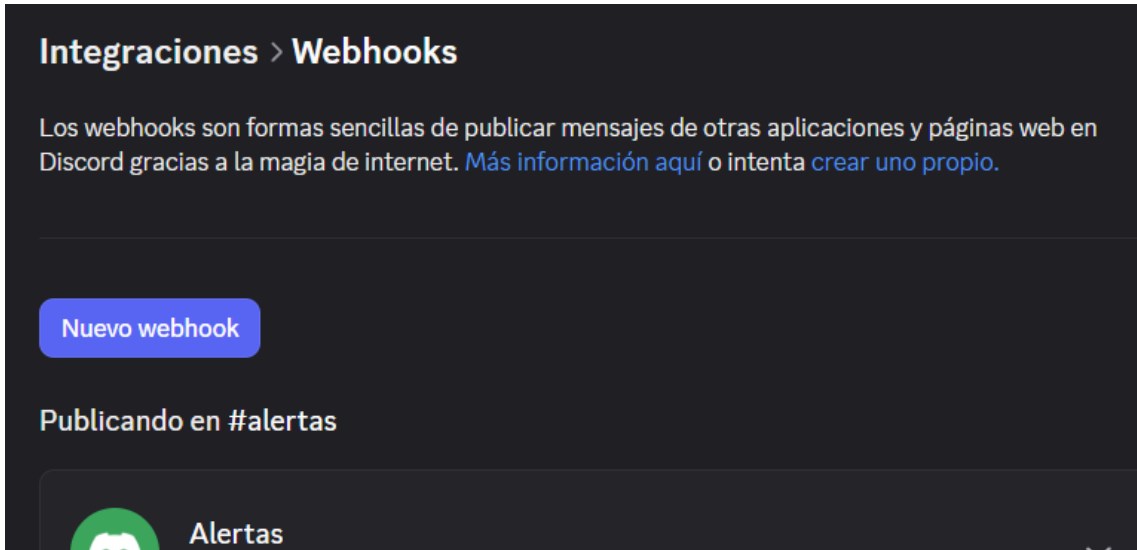 Integraciones > Webhooks
Los webhooks son formas sencillas de publicar mensajes de otras aplicaciones y páginas web en
Discord gracias a la magia de internet. Más información aquí o intenta crear uno propio.
Nuevo webhook
Publicando en #alertas
Alertas